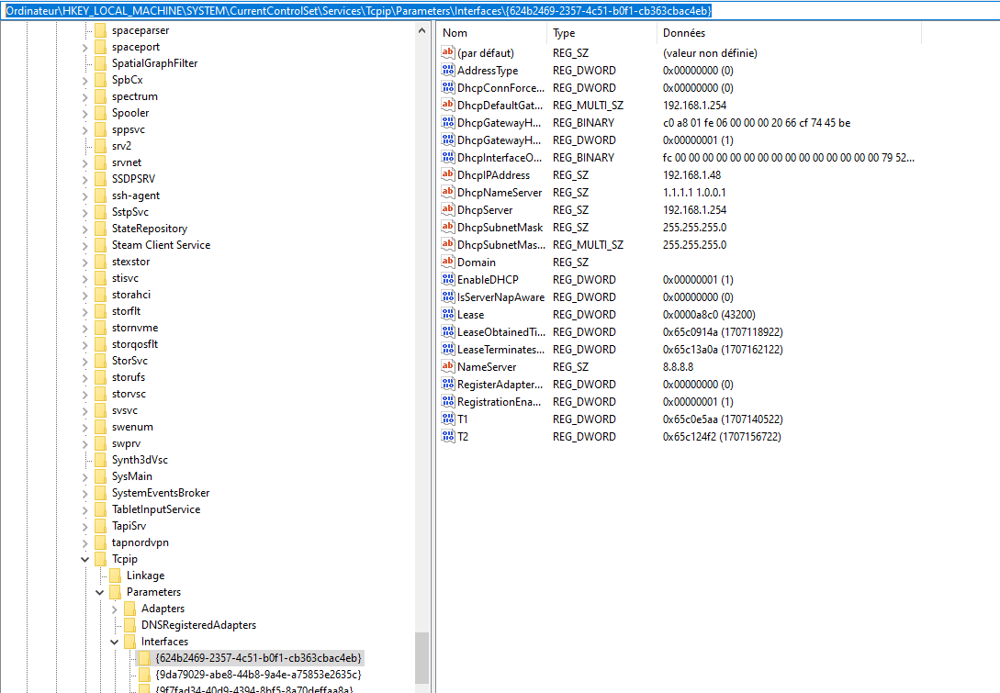 Ordinateur\HKEY_LOCAL_MACHINE\SYSTEM\CurrentControlSet\Services\Tcpip\Parameters\Interfaces\{624b2469-2357-4c51-b0f1-cb363cbac4eb}
spaceparser
spaceport
SpatialGraphFilter
SpbCx
spectrum
Spooler
sppsvc
srv2
srvnet
SSDPSRV
ssh-agent
SstpSvc
StateRepository
Steam Client Service
stexstor
stisvc
storahci
storflt
stornvme
storqosflt
StorSvc
storufs
storvsc
svsvc
swenum
swprv
Synth3dVsc
SysMain
SystemEventsBroker
TabletInputService
TapiSrv
tapnordvpn
Tcpip
Linkage
Parameters
Adapters
DNSRegisteredAdapters
Interfaces
{624b2469-2357-4c51-b0f1-cb363cbac4eb}
{9da79029-abe8-44b8-9a4e-a75853e2635c}
{9f7fad34-40d9-4394-8bf5-8a70deffaa8a}
Nom Type Données
(par défaut) REG_SZ (valeur non définie)
AddressType REG_DWORD 0x00000000 (0)
DhcpConnForce... REG_DWORD 0x00000000 (0)
DhcpDefaultGat... REG_MULTI_SZ 192.168.1.254
DhcpGatewayH... REG_BINARY c0 a8 01 fe 06 00 00 00 20 66 cf 74 45 be
DhcpGatewayH... REG_DWORD 0x00000001 (1)
DhcpInterfaceO... REG_BINARY fc 00 00 00 00 00 00 00 00 00 00 00 00 00 00 00 79 52...
DhcpIPAddress REG_SZ 192.168.1.48
DhcpNameServer REG_SZ 1.1.1.1 1.0.0.1
DhcpServer REG_SZ 192.168.1.254
DhcpSubnetMask REG_SZ 255.255.255.0
DhcpSubnetMas... REG_MULTI_SZ 255.255.255.0
Domain REG_SZ
EnableDHCP REG_DWORD 0x00000001 (1)
IsServerNapAware REG_DWORD 0x00000000 (0)
Lease REG_DWORD 0x0000a8c0 (43200)
LeaseObtainedTi... REG_DWORD 0x65c0914a (1707118922)
LeaseTerminates... REG_DWORD 0x65c13a0a (1707162122)
NameServer REG_SZ 8.8.8.8
RegisterAdapter... REG_DWORD 0x00000000 (0)
RegistrationEna... REG_DWORD 0x00000001 (1)
T1 REG_DWORD 0x65c0e5aa (1707140522)
T2 REG_DWORD 0x65c124f2 (1707156722)